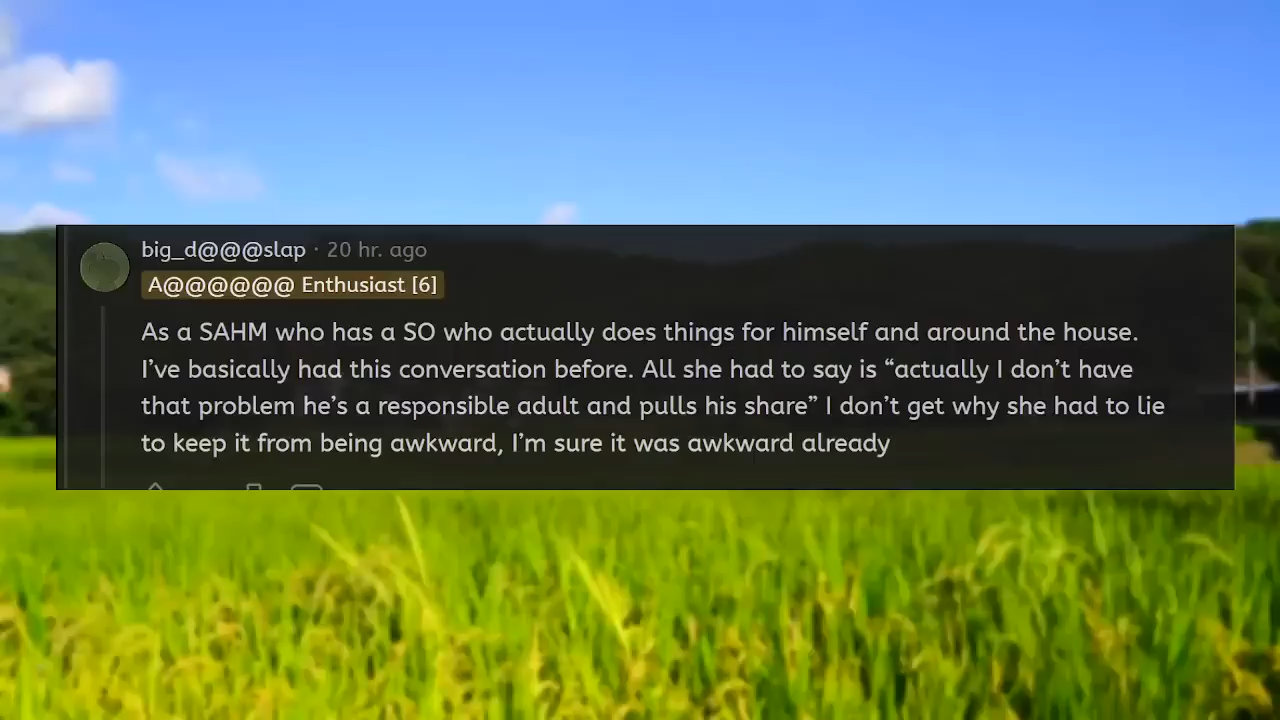 big_d@@@slap · 20 hr. ago
A@@@@@@ Enthusiast [6]
As a SAHM who has a SO who actually does things for himself and around the house.
I’ve basically had this conversation before. All she had to say is “actually I don’t have
that problem he’s a responsible adult and pulls his share” I don’t get why she had to lie
to keep it from being awkward, I’m sure it was awkward already